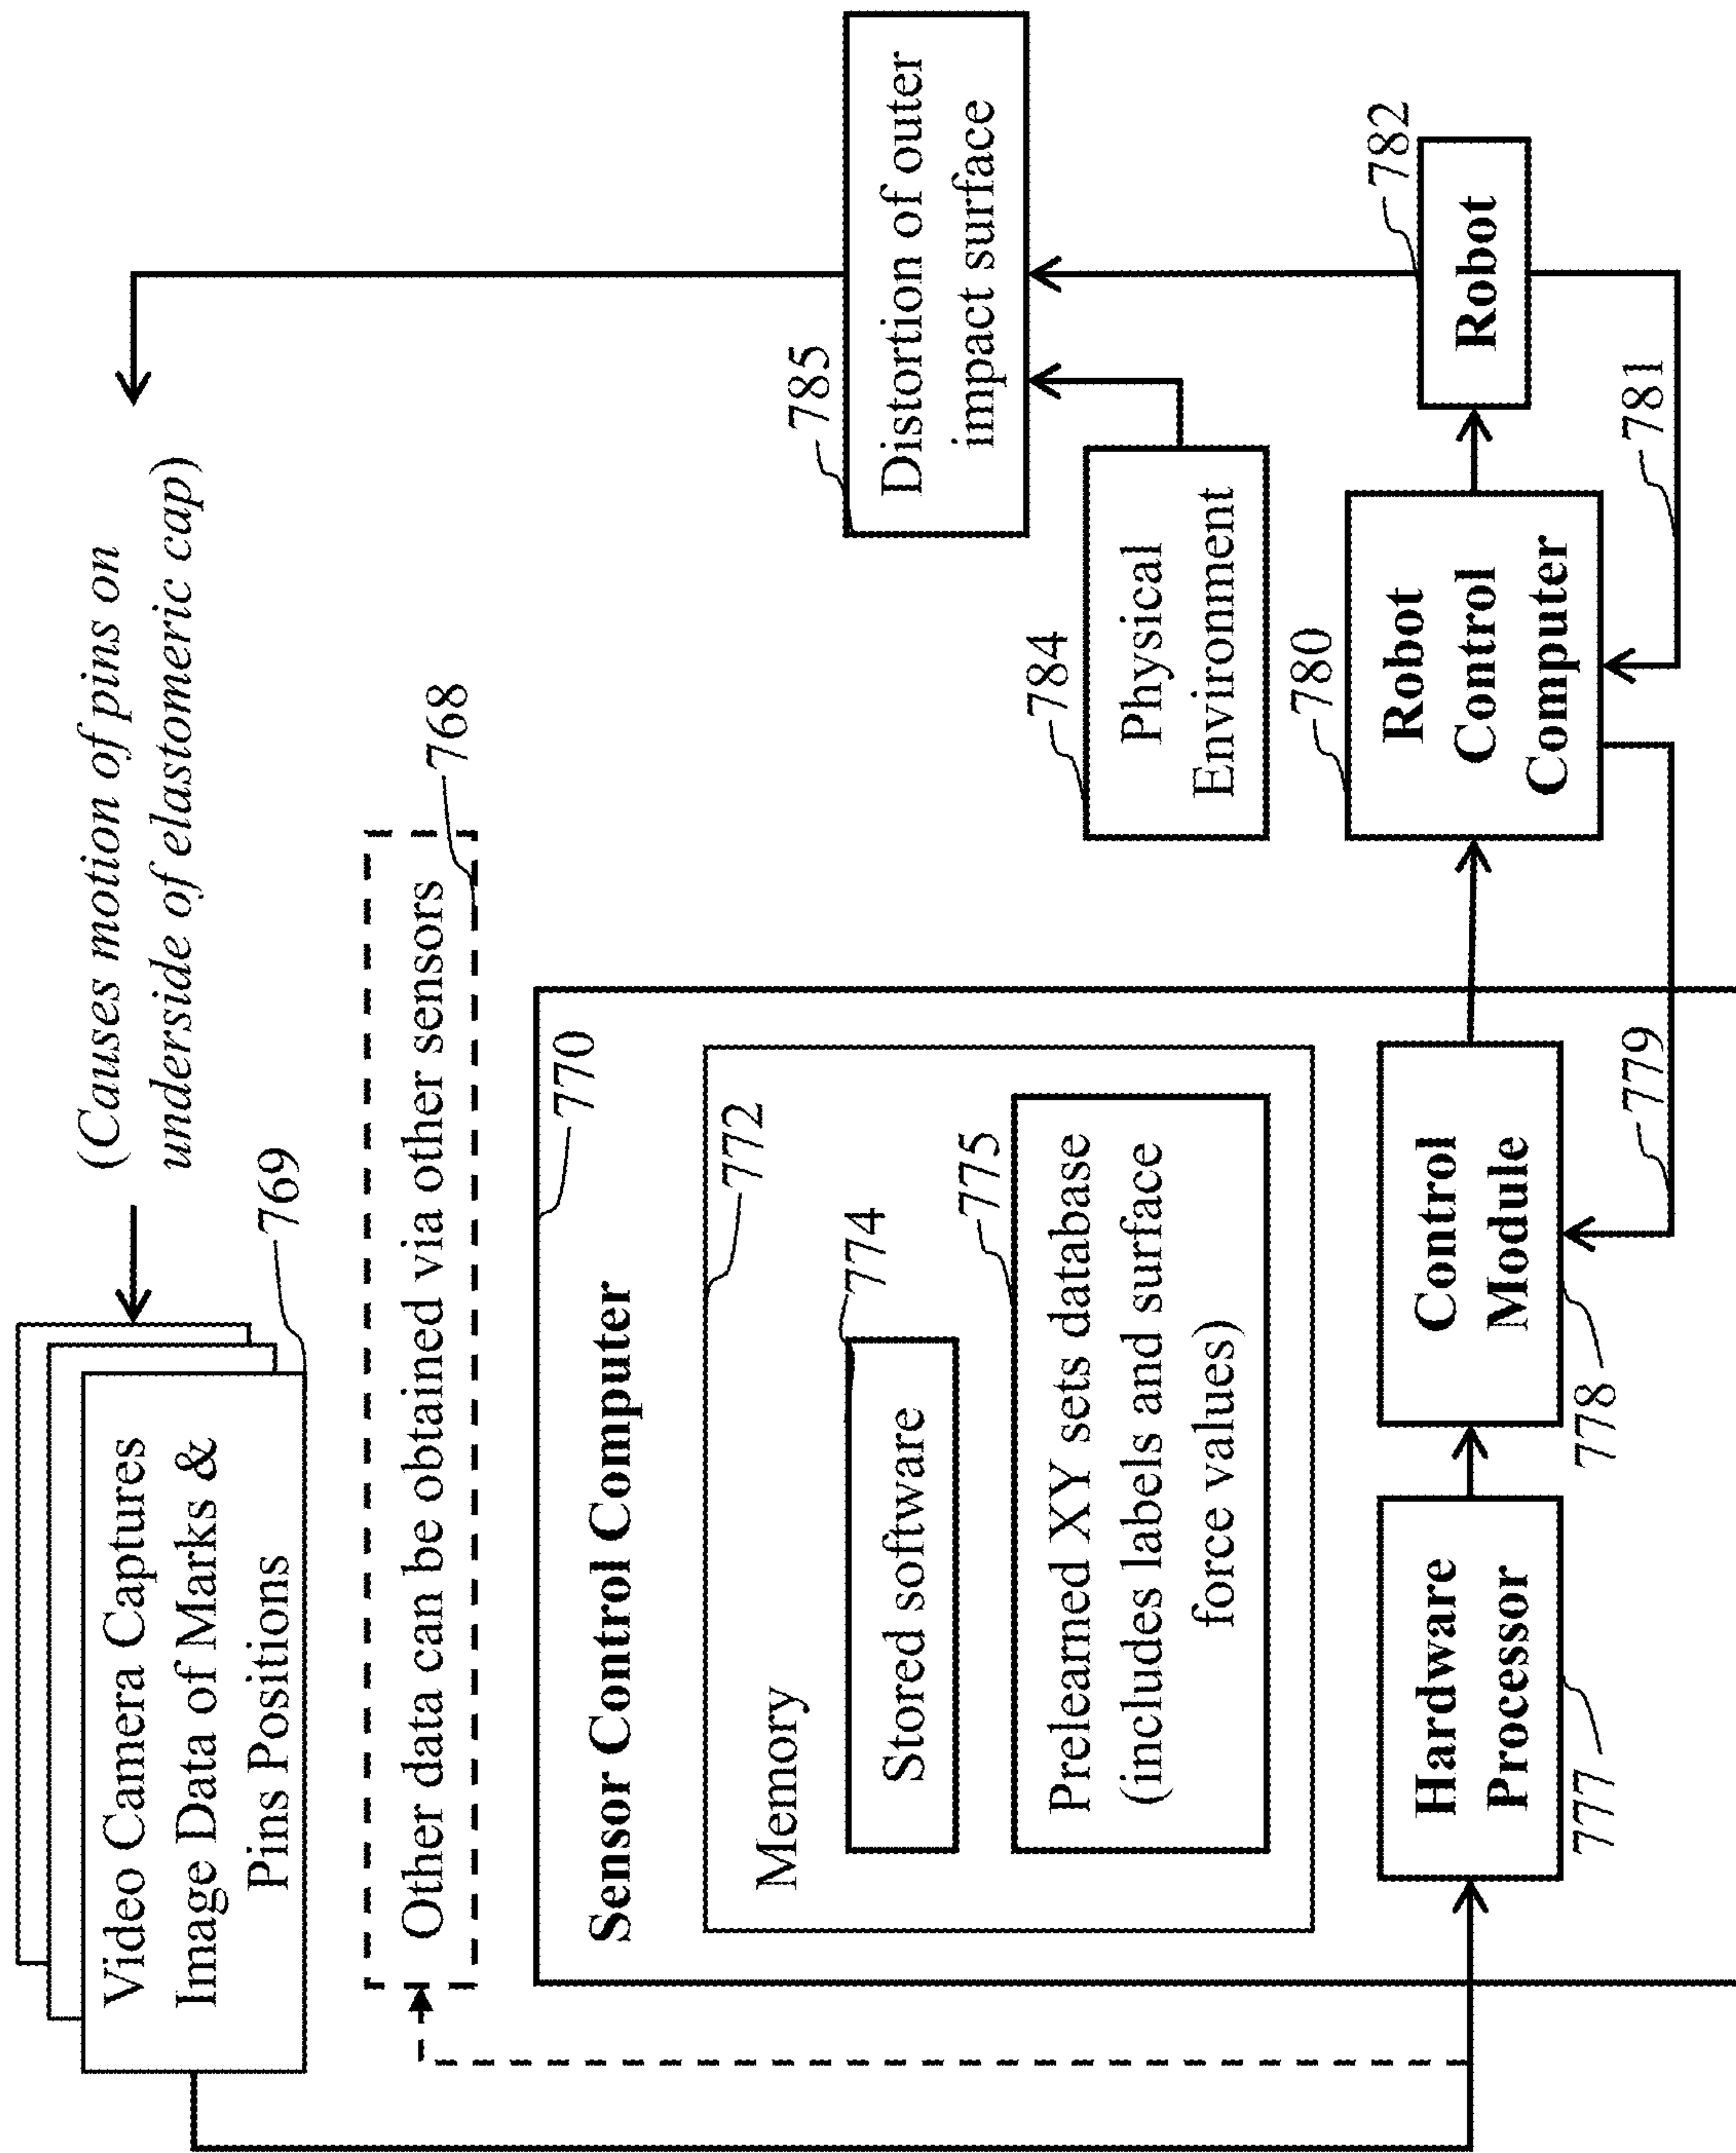 Video Camera Captures
Image Data of Marks &
Pins Positions
769
(Causes motion of pins on
underside of elastomeric cap)
Other data can be obtained via other sensors
768
770
Sensor Control Computer
772
Memory
774
Stored software
775
Prelearned XY sets database
(includes labels and surface
force values)
Hardware
Processor
777
Control
Module
778
779
785
Distortion of outer
impact surface
784
Physical
Environment
780
Robot
Control
Computer
782
Robot
781